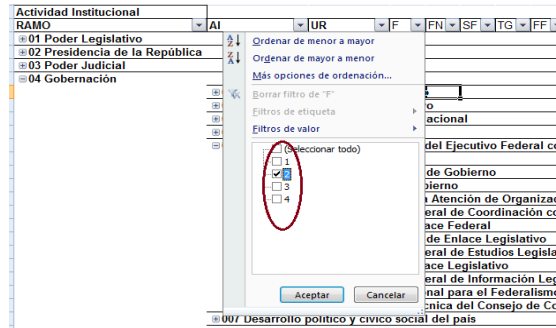 Actividad Institucional
RAMO AI UR F FN SF TG FF
01 Poder Legislativo
02 Presidencia de la República
03 Poder Judicial
04 Gobernación
Ordenar de menor a mayor
Ordenar de mayor a menor
Más opciones de ordenación...
Borrar filtro de "F"
Filtros de etiqueta
Filtros de valor
(Seleccionar todo)
1
2
3
4
Aceptar Cancelar
acional
del Ejecutivo Federal co
de Gobierno
bierno
Atención de Organizac
eral de Coordinación co
ace Federal
de Enlace Legislativo
eral de Estudios Legisla
ace Legislativo
eral de Información Leg
nal para el Federalismo
cnica del Consejo de Co
007 Desarrollo político y cívico social del país